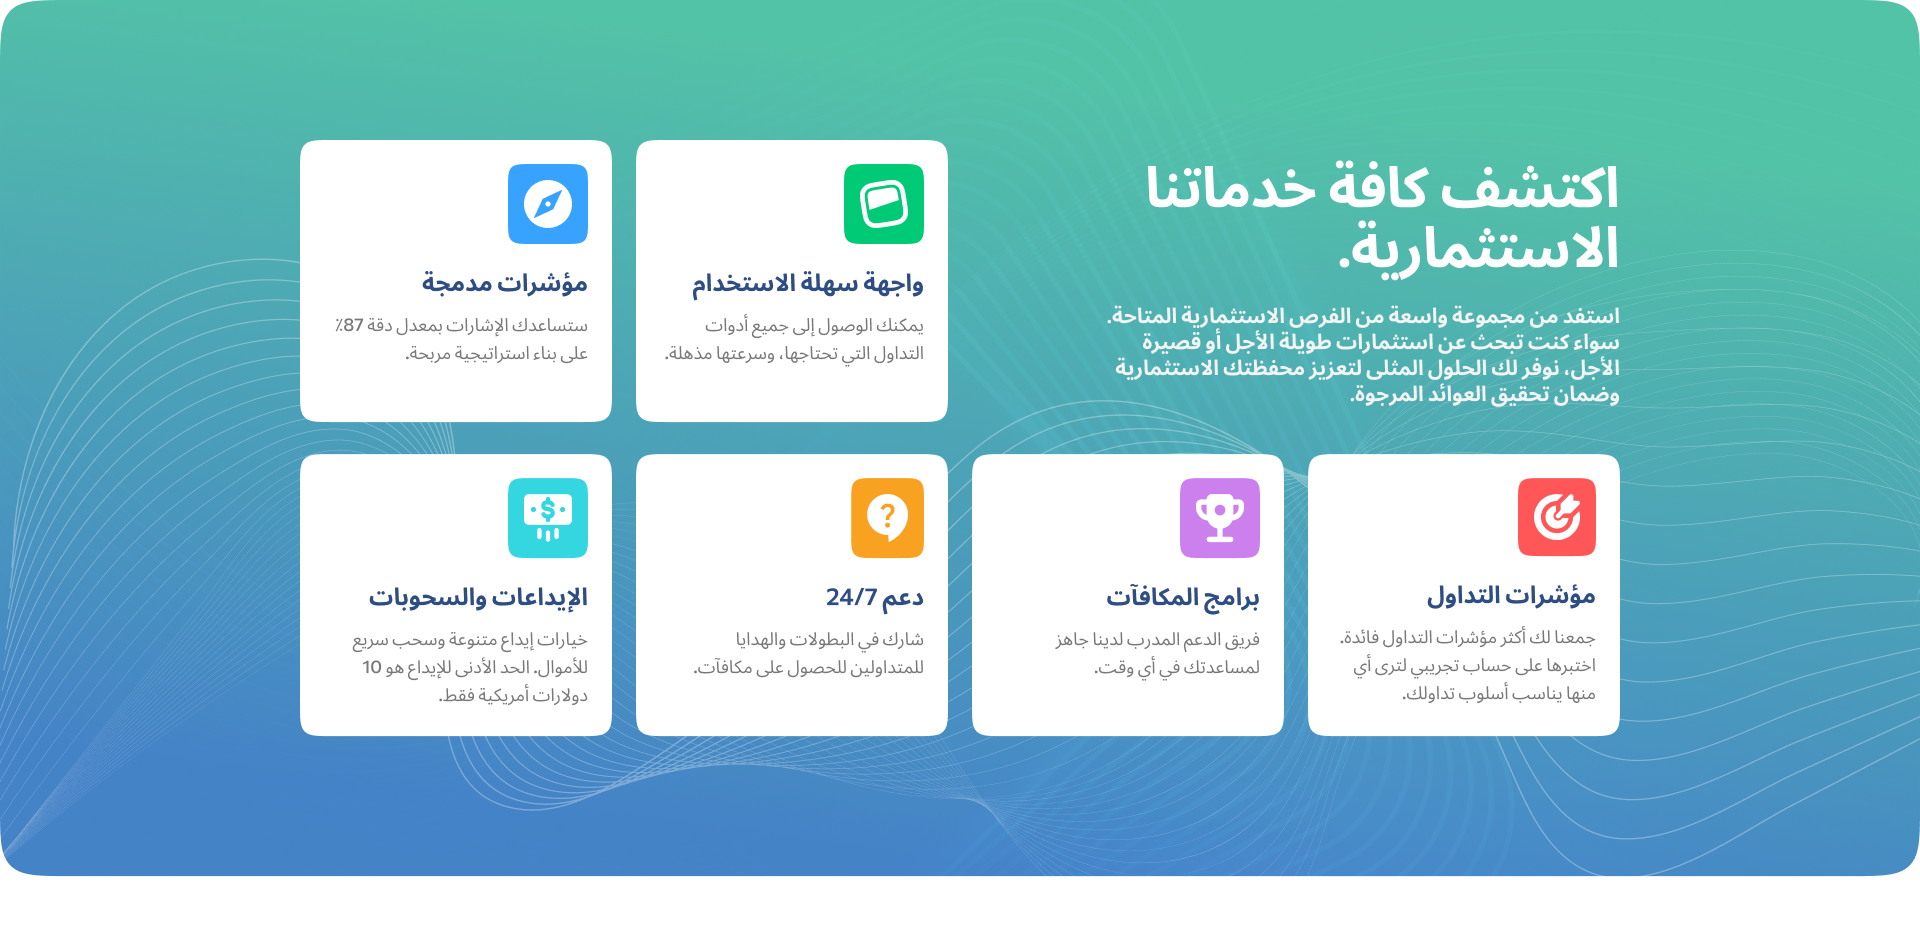 اكتشف كافة خدماتنا
الاستثمارية.
استفد من مجموعة واسعة من الفرص الاستثمارية المتاحة.
سواء كنت تبحث عن استثمارات طويلة الأجل أو قصيرة
الأجل، نوفر لك الحلول المثلى لتعزيز محفظتك الاستثمارية
وضمان تحقيق العوائد المرجوة.
واجهة سهلة الاستخدام
يمكنك الوصول إلى جميع أدوات
التداول التي تحتاجها، وسرعتها مذهلة.
مؤشرات مدمجة
ستساعدك الإشارات بمعدل دقة 87٪
على بناء استراتيجية مربحة.
مؤشرات التداول
جمعنا لك أكثر مؤشرات التداول فائدة.
اختبرها على حساب تجريبي لترى أي
منها يناسب أسلوب تداولك.
برامج المكافآت
فريق الدعم المدرب لدينا جاهز
لمساعدتك في أي وقت.
دعم 24/7
شارك في البطولات والهدايا
للمتداولين للحصول على مكافآت.
الإيداعات والسحوبات
خيارات إيداع متنوعة وسحب سريع
للأموال. الحد الأدنى للإيداع هو 10
دولارات أمريكية فقط.